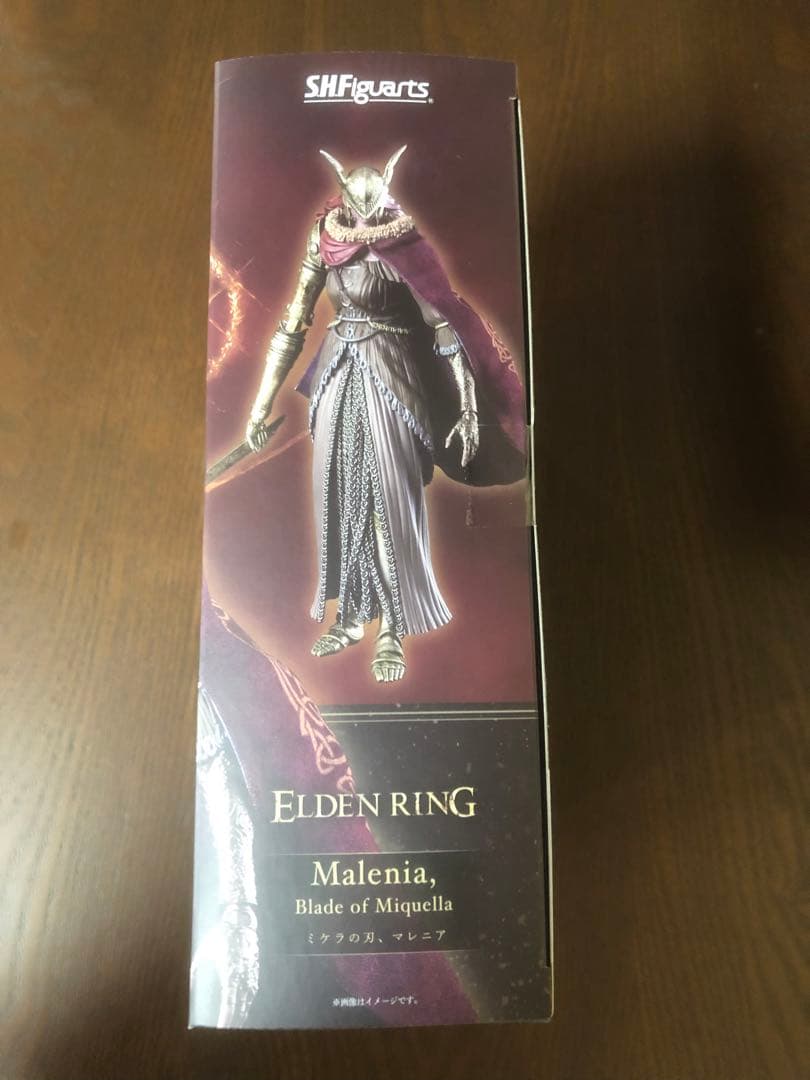 S.H.Figuarts®
ELDEN RING
Malenia,
Blade of Miquella
ミケラの刃、マレニア
※画像はイメージです。